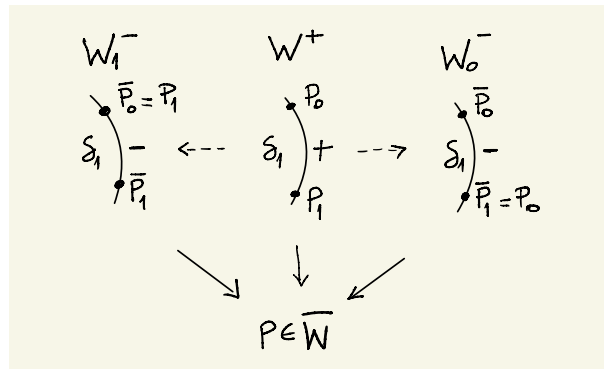 W₁⁻ W⁺ W₀⁻
P̄₀ = P₁ P₀ P̄₀
δ₁ − δ₁ + δ₁ −
P̄₁ P₁ P̄₁ = P₀
P ∈ W̄